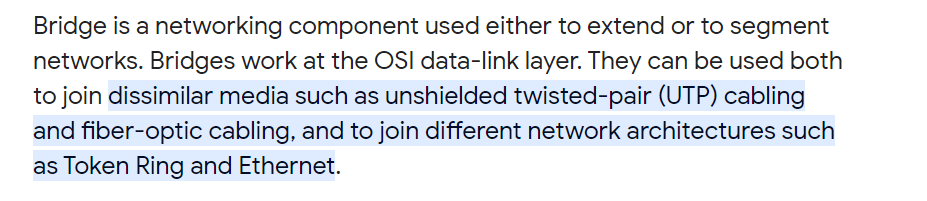 Bridge is a networking component used either to extend or to segment
networks. Bridges work at the OSI data-link layer. They can be used both
to join dissimilar media such as unshielded twisted-pair (UTP) cabling
and fiber-optic cabling, and to join different network architectures such
as Token Ring and Ethernet.